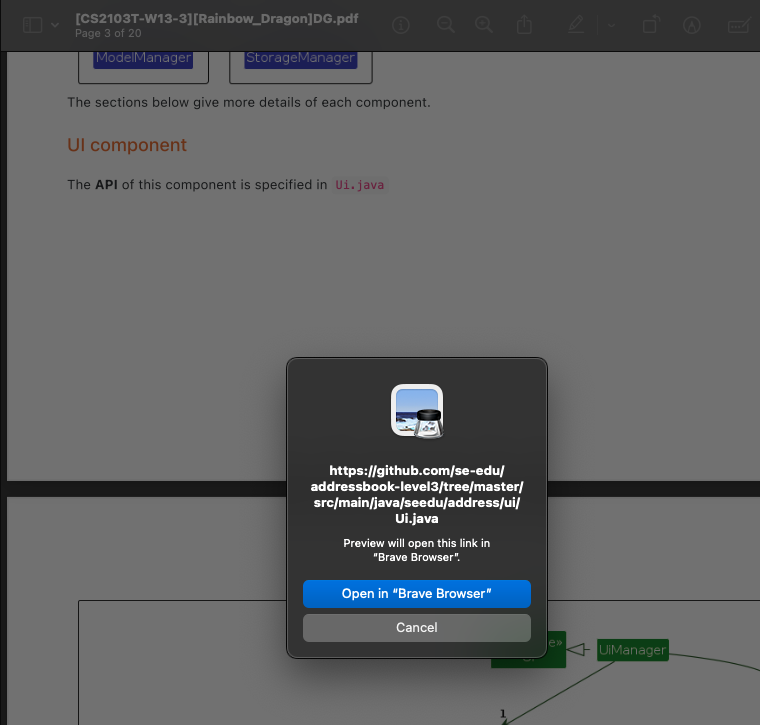 [CS2103T-W13-3][Rainbow_Dragon]DG.pdf
Page 3 of 20
ModelManager
StorageManager
The sections below give more details of each component.
UI component
The API of this component is specified in Ui.java
https://github.com/se-edu/
addressbook-level3/tree/master/
src/main/java/seedu/address/ui/
Ui.java
Preview will open this link in
“Brave Browser”.
Open in “Brave Browser”
Cancel
e»
UiManager
1